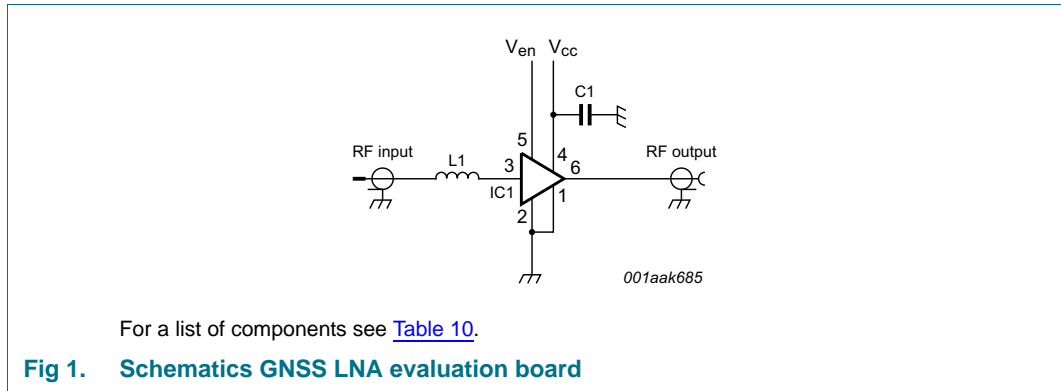 Ven Vcc
C1
5
4
RF input
L1
3
6
RF output
IC1
1
2
001aak685
For a list of components see Table 10.
Fig 1. Schematics GNSS LNA evaluation board